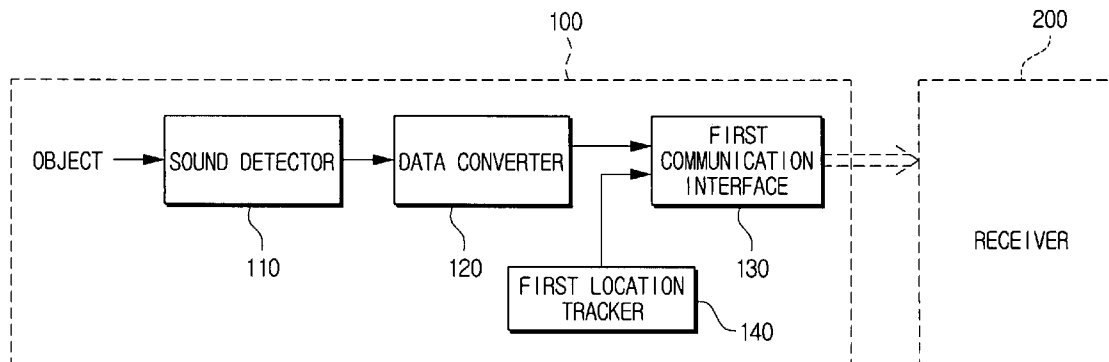 100
200
OBJECT
SOUND DETECTOR
DATA CONVERTER
FIRST
COMMUNICATION
INTERFACE
110
120
130
FIRST LOCATION
TRACKER
140
RECEIVER